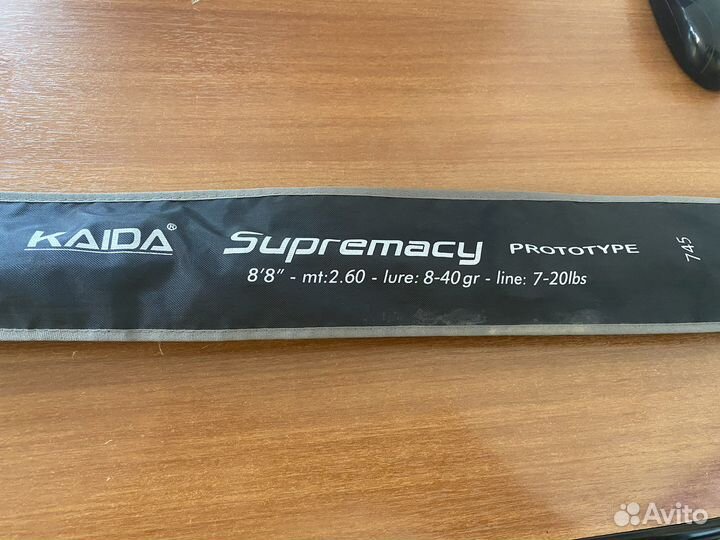 KAIDA® Supremacy PROTOTYPE 745
8'8" - mt:2.60 - lure: 8-40gr - line: 7-20lbs
Avito